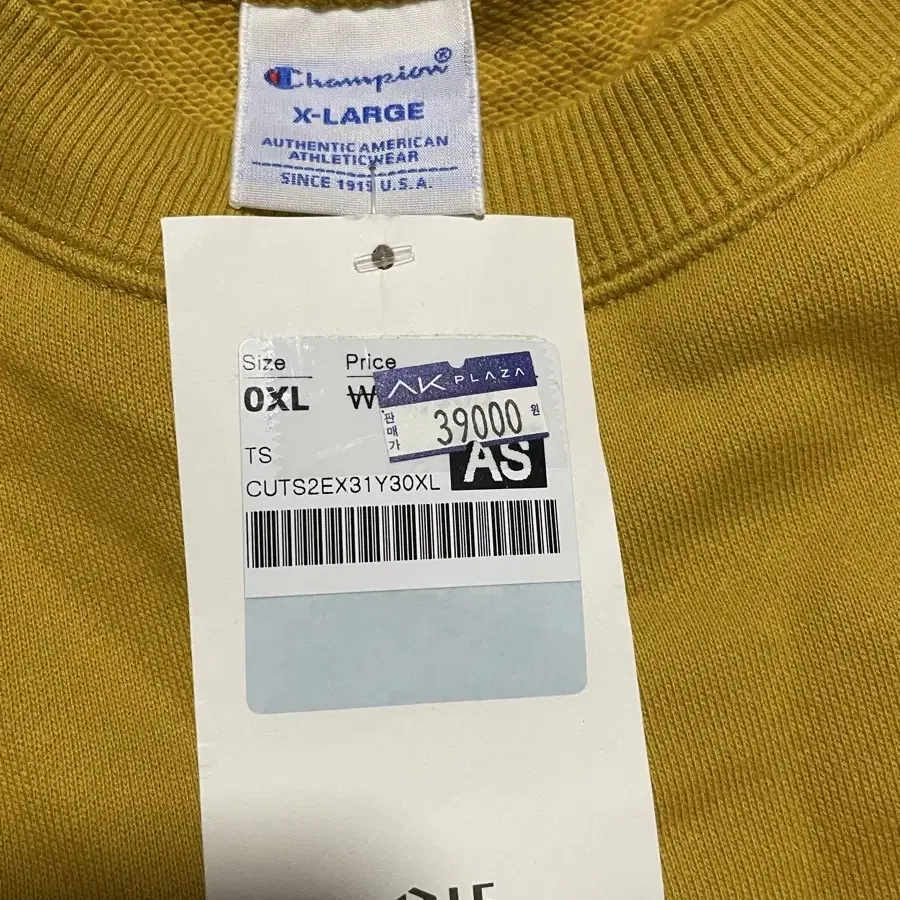 Champion®
X-LARGE
AUTHENTIC AMERICAN
ATHLETICWEAR
SINCE 1919 U.S.A.
Size Price
0XL ₩
AK PLAZA
판매가 39000 원
TS
AS
CUTS2EX31Y30XL